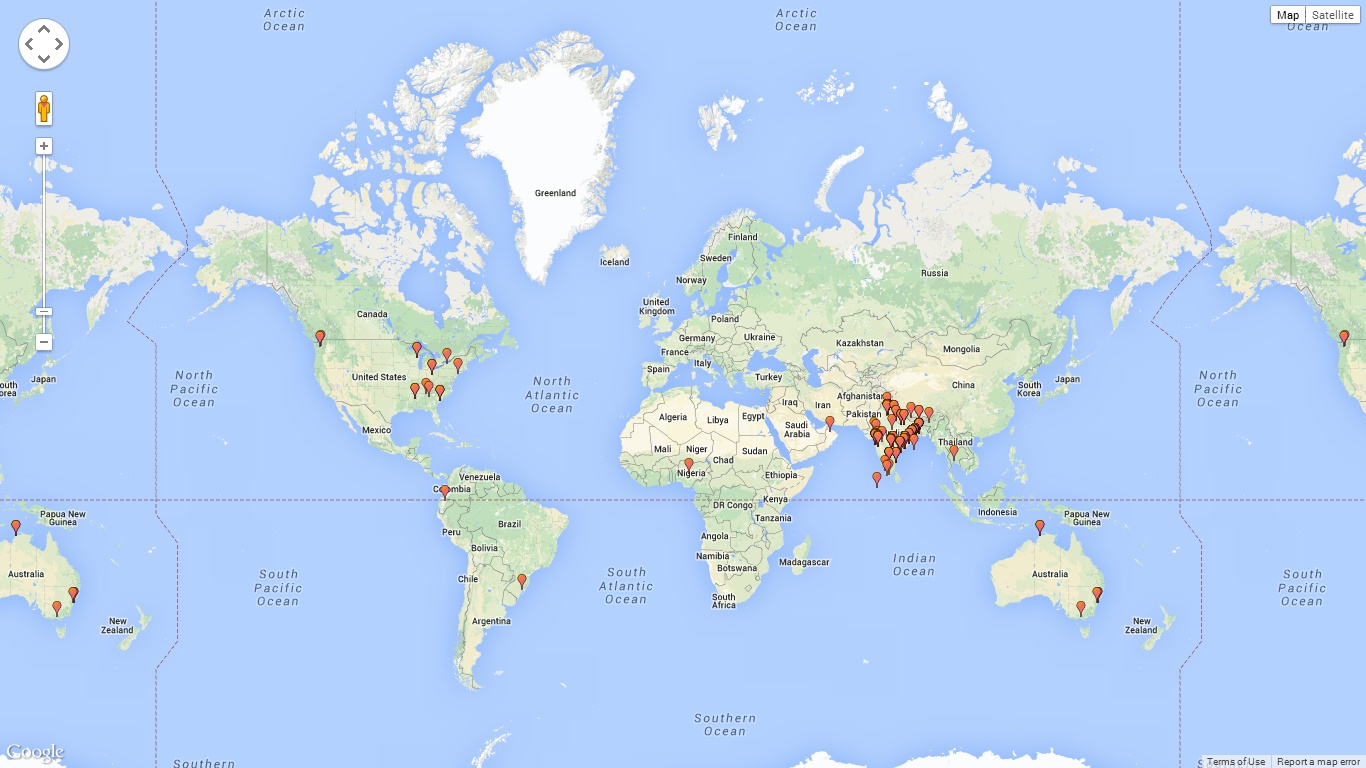 Arctic
Ocean
Arctic
Ocean
Map
Satellite
Ocean
Greenland
Iceland
Finland
Sweden
Norway
Russia
United
Kingdom
Poland
Canada
Germany
Ukraine
Kazakhstan
France
Mongolia
Italy
Spain
Turkey
China
South
Korea
Japan
Japan
outh
orea
United States
North
Pacific
Ocean
North
Atlantic
Ocean
North
Pacific
Ocean
Iraq
Iran
Afghanistan
Pakistan
Algeria
Libya
Egypt
Saudi
Arabia
Mexico
Mali
Niger
Sudan
Chad
Thailand
Nigeria
Ethiopia
Venezuela
Colombia
Kenya
DR Congo
Tanzania
Indonesia
Papua New
Guinea
Papua New
Guinea
Brazil
Peru
Angola
Bolivia
Namibia
Botswana
Madagascar
Indian
Ocean
Australia
Australia
Chile
South
Pacific
Ocean
South
Atlantic
Ocean
South
Pacific
Ocean
South
Africa
Argentina
New
Zealand
New
Zealand
Southern
Ocean
Google
Southern
Terms of Use
Report a map error